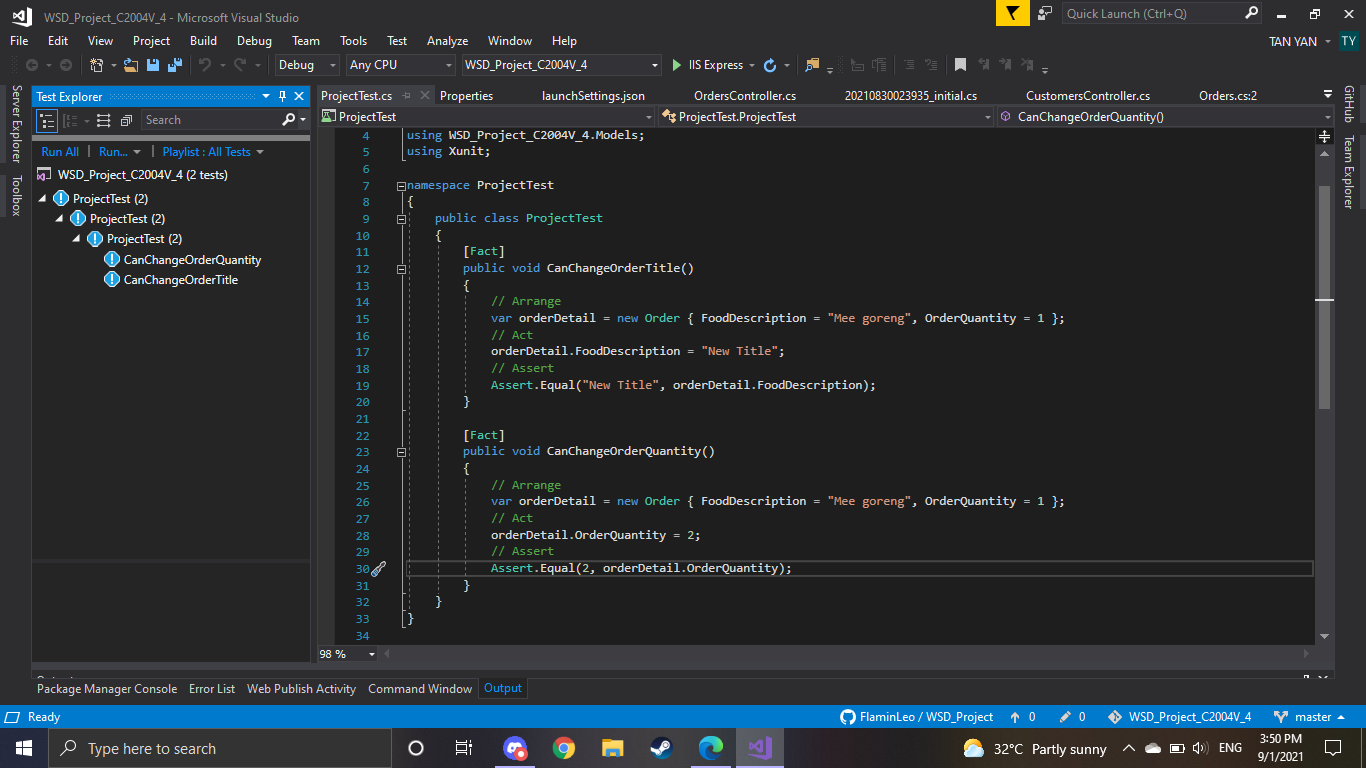 WSD_Project_C2004V_4 - Microsoft Visual Studio
Quick Launch (Ctrl+Q)
File Edit View Project Build Debug Team Tools Test Analyze Window Help
TAN YAN TY
Debug Any CPU WSD_Project_C2004V_4 IIS Express
Server Explorer
Toolbox
Test Explorer
Search
Run All Run... Playlist : All Tests
WSD_Project_C2004V_4 (2 tests)
ProjectTest (2)
ProjectTest (2)
ProjectTest (2)
CanChangeOrderQuantity
CanChangeOrderTitle
ProjectTest.cs Properties launchSettings.json OrdersController.cs 20210830023935_initial.cs CustomersController.cs Orders.cs:2
ProjectTest ProjectTest.ProjectTest CanChangeOrderQuantity()
4 using WSD_Project_C2004V_4.Models;
5 using Xunit;
6
7 namespace ProjectTest
8 {
9 public class ProjectTest
10 {
11 [Fact]
12 public void CanChangeOrderTitle()
13 {
14 // Arrange
15 var orderDetail = new Order { FoodDescription = "Mee goreng", OrderQuantity = 1 };
16 // Act
17 orderDetail.FoodDescription = "New Title";
18 // Assert
19 Assert.Equal("New Title", orderDetail.FoodDescription);
20 }
21
22 [Fact]
23 public void CanChangeOrderQuantity()
24 {
25 // Arrange
26 var orderDetail = new Order { FoodDescription = "Mee goreng", OrderQuantity = 1 };
27 // Act
28 orderDetail.OrderQuantity = 2;
29 // Assert
30 Assert.Equal(2, orderDetail.OrderQuantity);
31 }
32 }
33 }
34
98 %
GitHub
Team Explorer
Package Manager Console Error List Web Publish Activity Command Window Output
Ready FlaminLeo / WSD_Project 0 0 WSD_Project_C2004V_4 master
Type here to search
32°C Partly sunny ENG 3:50 PM
9/1/2021